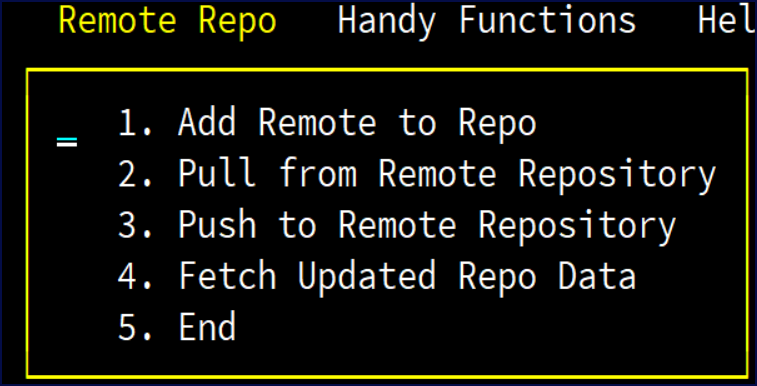 Remote Repo Handy Functions Hel
1. Add Remote to Repo
2. Pull from Remote Repository
3. Push to Remote Repository
4. Fetch Updated Repo Data
5. End